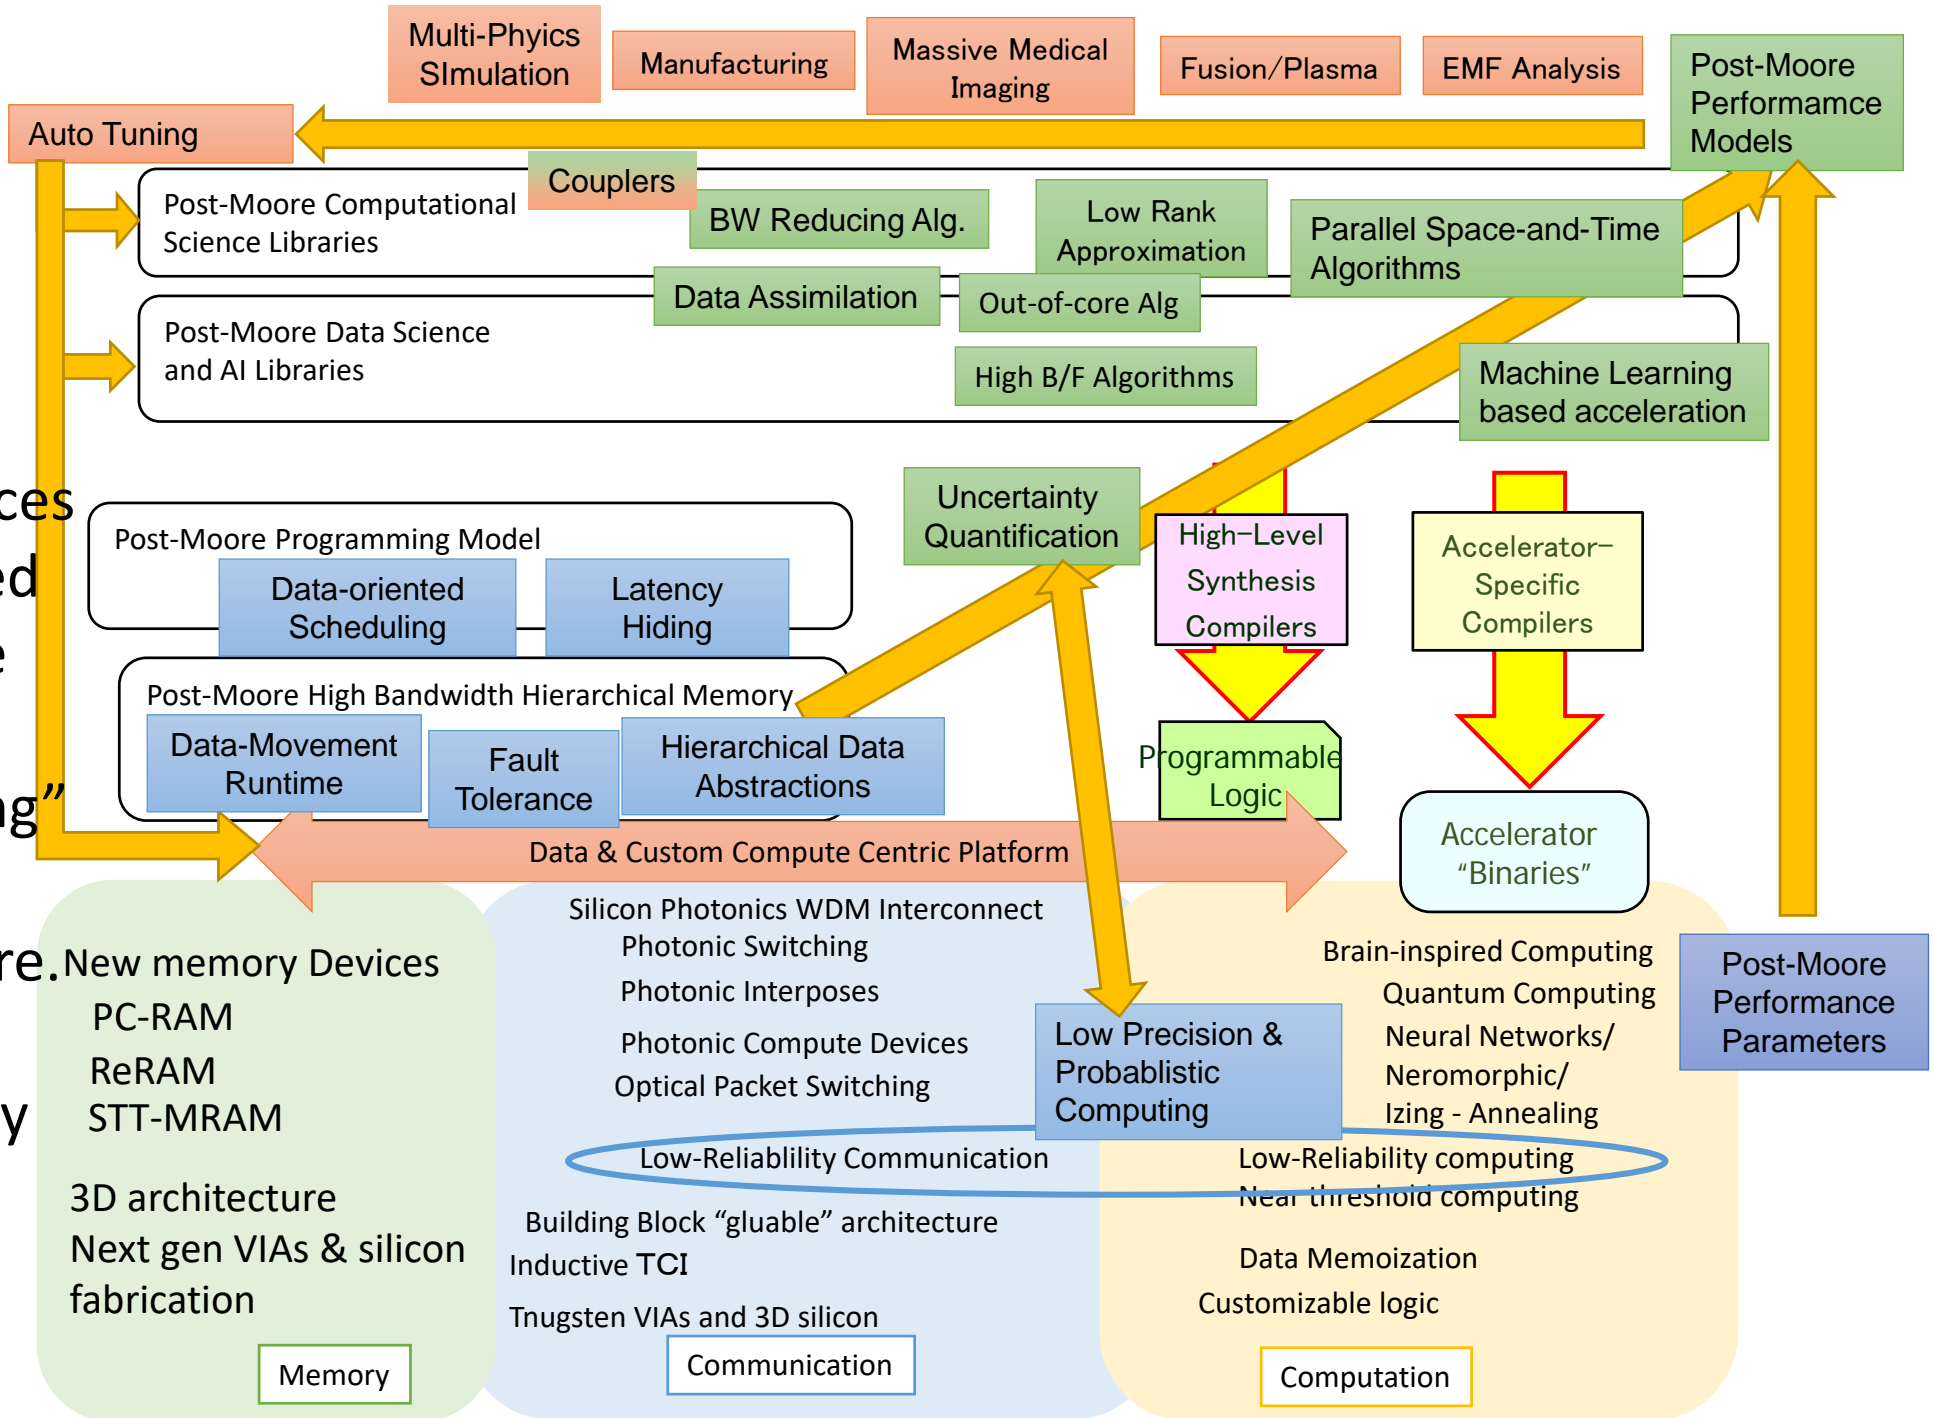 Multi-Phyics
SImulation
Manufacturing
Massive Medical
Imaging
Fusion/Plasma
EMF Analysis
Post-Moore
Performamce
Models
Auto Tuning
Couplers
Post-Moore Computational
Science Libraries
BW Reducing Alg.
Low Rank
Approximation
Parallel Space-and-Time
Algorithms
Data Assimilation
Out-of-core Alg
Post-Moore Data Science
and AI Libraries
High B/F Algorithms
Machine Learning
based acceleration
ces
ed
e
ng”
re.
y
Post-Moore Programming Model
Data-oriented
Scheduling
Latency
Hiding
Uncertainty
Quantification
High-Level
Synthesis
Compilers
Accelerator-
Specific
Compilers
Post-Moore High Bandwidth Hierarchical Memory
Data-Movement
Runtime
Fault
Tolerance
Hierarchical Data
Abstractions
Programmable
Logic
Data & Custom Compute Centric Platform
Accelerator
“Binaries”
New memory Devices
PC-RAM
ReRAM
STT-MRAM
3D architecture
Next gen VIAs & silicon
fabrication
Memory
Silicon Photonics WDM Interconnect
Photonic Switching
Photonic Interposes
Photonic Compute Devices
Optical Packet Switching
Low-Reliablility Communication
Building Block “gluable” architecture
Inductive TCI
Tnugsten VIAs and 3D silicon
Communication
Low Precision &
Probablistic
Computing
Brain-inspired Computing
Quantum Computing
Neural Networks/
Neromorphic/
Izing - Annealing
Low-Reliability computing
Near threshold computing
Data Memoization
Customizable logic
Computation
Post-Moore
Performance
Parameters